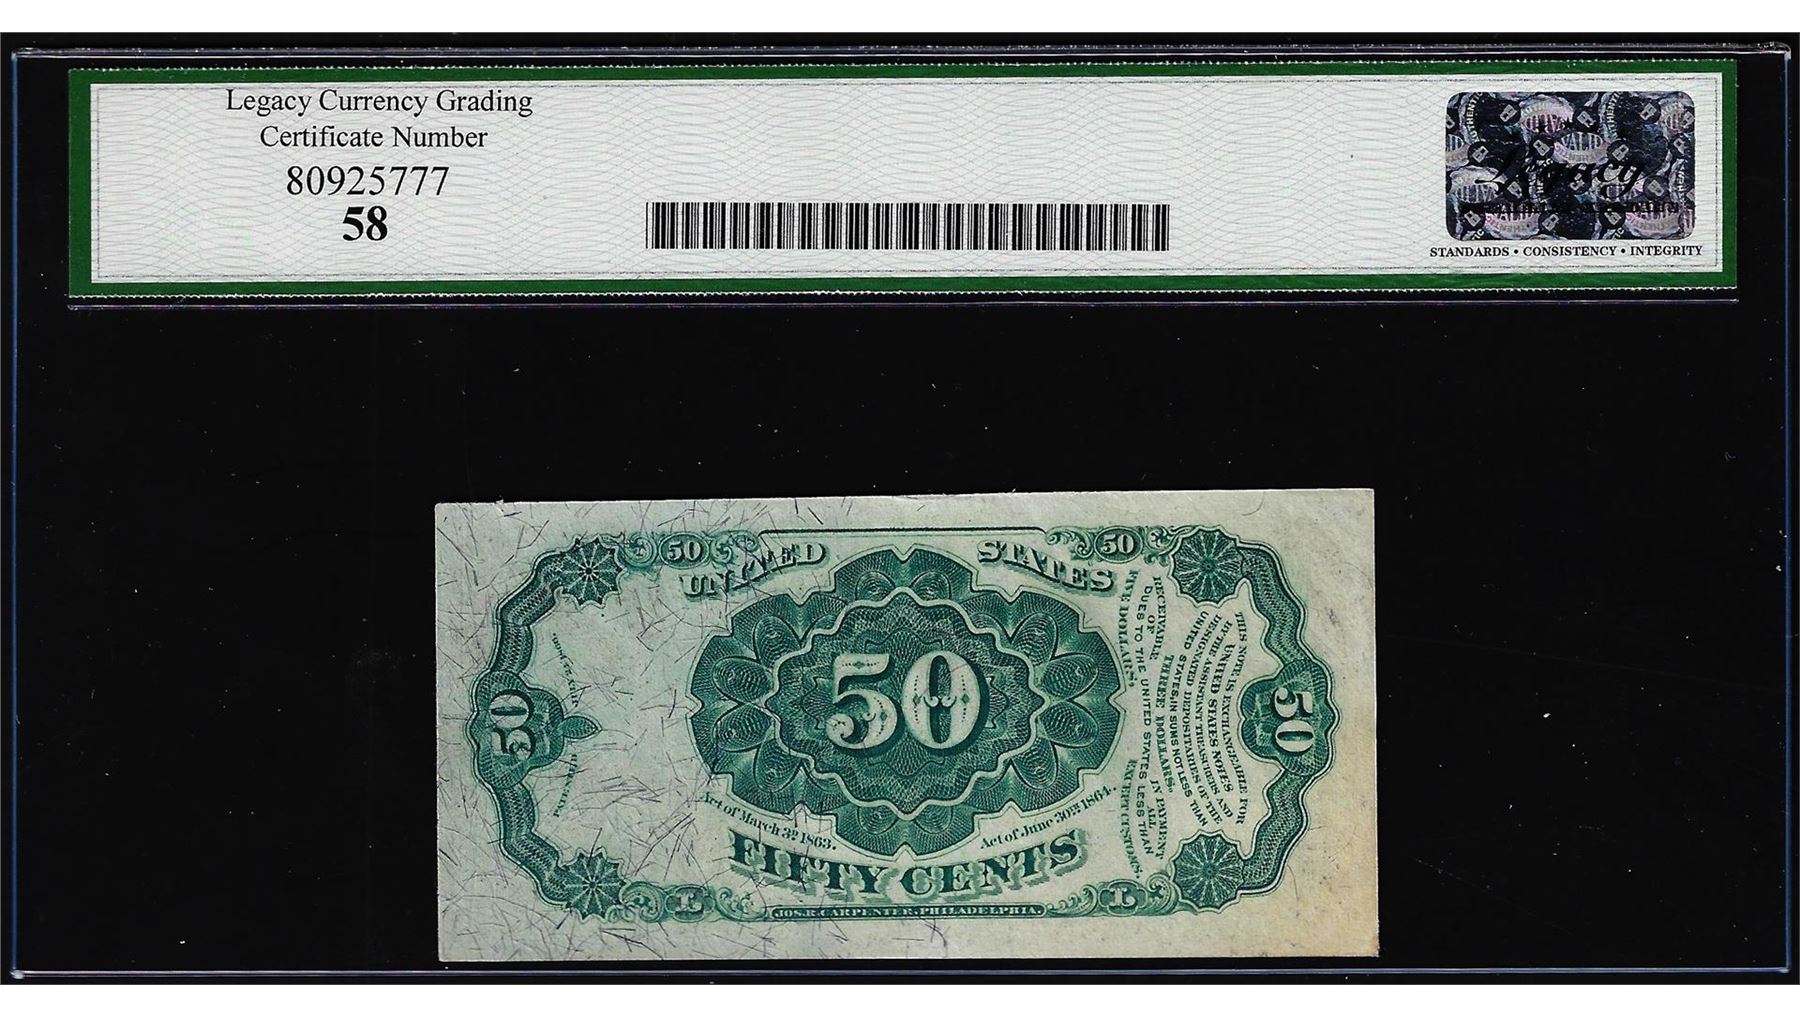 Legacy Currency Grading
Certificate Number
80925777
58
VALID
Legacy
STANDARDS • CONSISTENCY • INTEGRITY
50
50
UNITED STATES
50
50
50
THIS NOTE IS EXCHANGEABLE FOR
UNITED STATES NOTES
BY THE ASSISTANT TREASURERS AND
DESIGNATED DEPOSITARIES OF THE
UNITED STATES, IN SUMS NOT LESS THAN
THREE DOLLARS.
RECEIVABLE IN PAYMENT
OF ALL
DUES TO THE UNITED STATES LESS THAN
FIVE DOLLARS, EXCEPT CUSTOMS.
Act of March 3D 1863.
Act of June 30TH 1864.
FIFTY CENTS
L
L
JOS. R. CARPENTER, PHILADELPHIA.